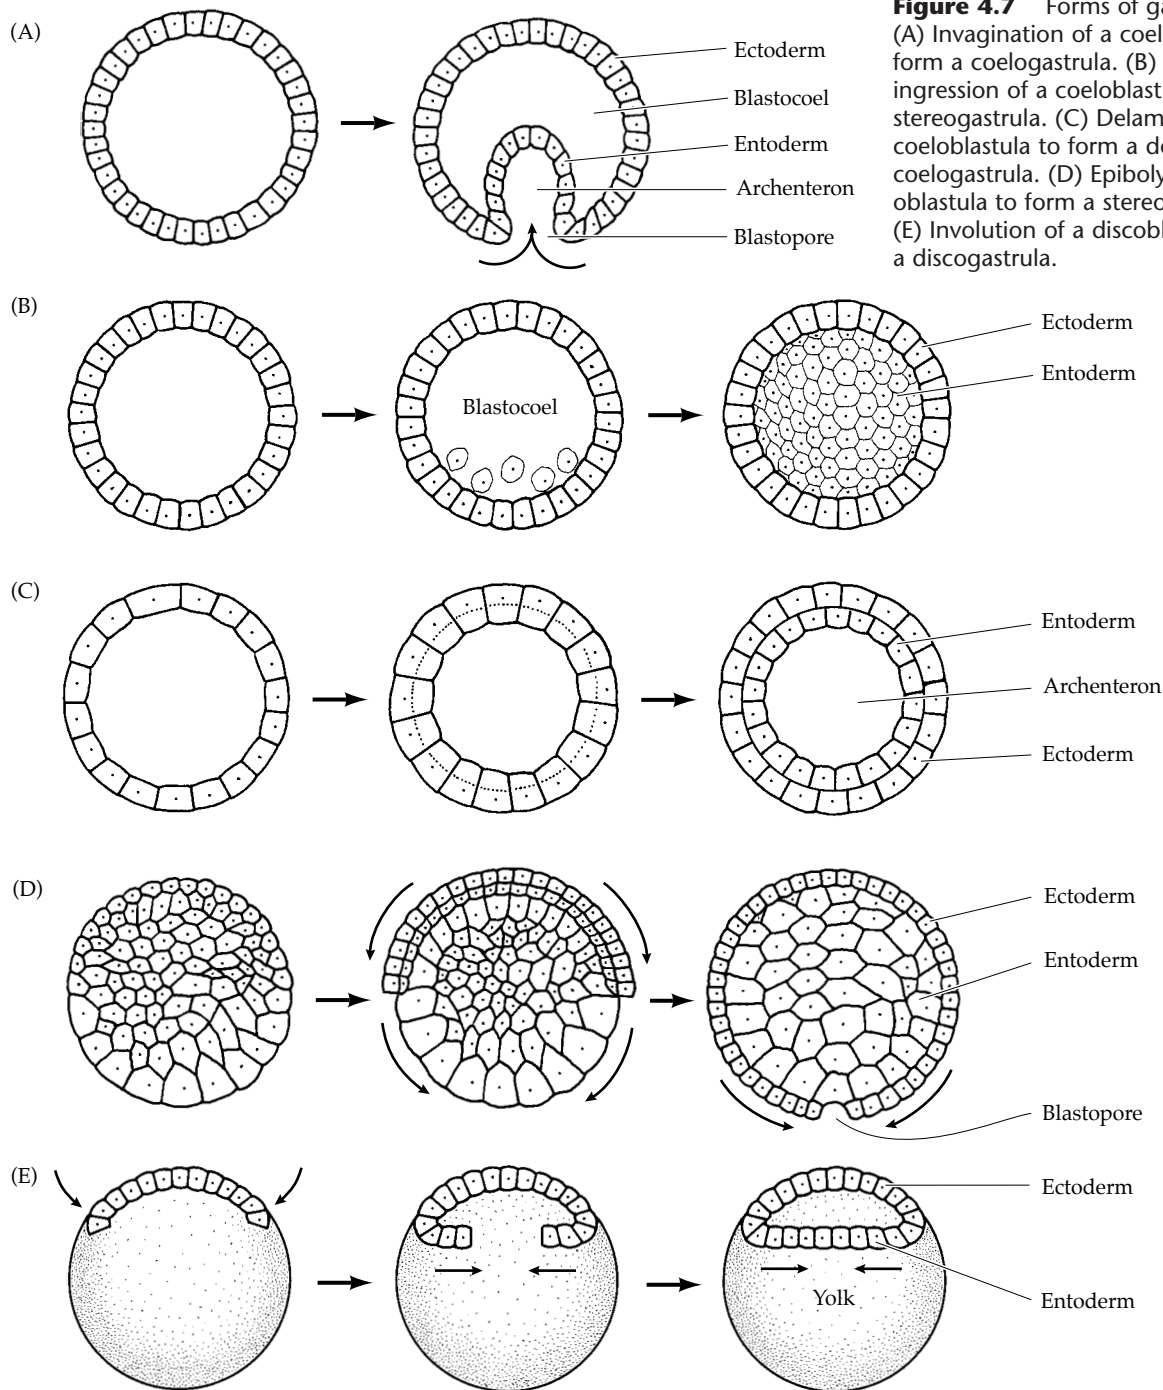 Figure 4.7 Forms of ga
(A) Invagination of a coel
form a coelogastrula. (B)
ingression of a coeloblast
stereogastrula. (C) Delam
coeloblastula to form a d
coelogastrula. (D) Epiboly
oblastula to form a stereo
(E) Involution of a discobl
a discogastrula.
(A)
Ectoderm
Blastocoel
Entoderm
Archenteron
Blastopore
(B)
Blastocoel
Ectoderm
Entoderm
(C)
Entoderm
Archenteron
Ectoderm
(D)
Ectoderm
Entoderm
Blastopore
(E)
Ectoderm
Yolk
Entoderm